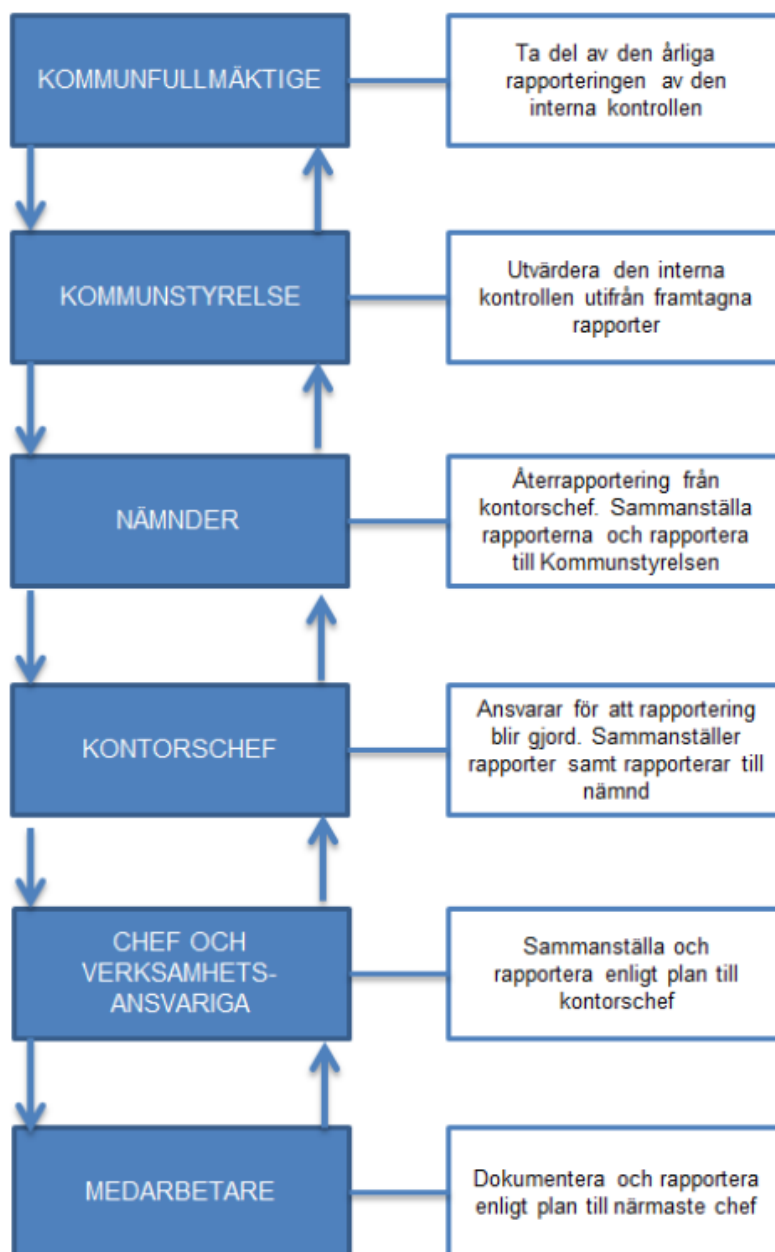 KOMMUNFULLMÄKTIGE
Ta del av den årliga
rapporteringen av den
interna kontrollen
KOMMUNSTYRELSE
Utvärdera den interna
kontrollen utifrån framtagna
rapporter
NÄMNDER
Återrapportering från
kontorschef. Sammanställa
rapporterna och rapportera
till Kommunstyrelsen
KONTORSCHEF
Ansvarar för att rapportering
blir gjord. Sammanställer
rapporter samt rapporterar till
nämnd
CHEF OCH
VERKSAMHETS-
ANSVARIGA
Sammanställa och
rapportera enligt plan till
kontorschef
MEDARBETARE
Dokumentera och rapportera
enligt plan till närmaste chef